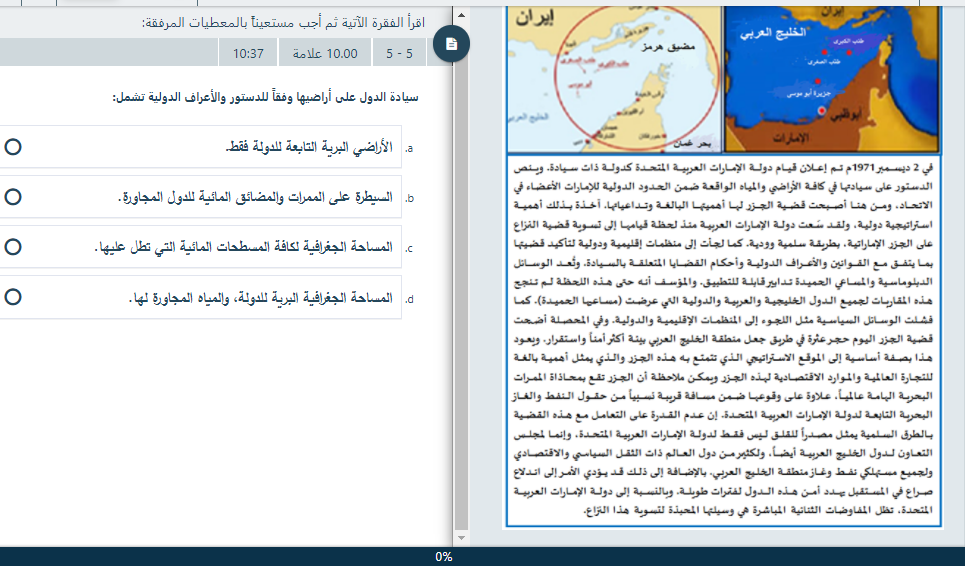 اقرأ الفقرة الآتية ثم أجب مستعيناً بالمعطيات المرفقة:
5 - 5
10.00 علامة
10:37
سيادة الدول على أراضيها وفقاً للدستور والأعراف الدولية تشمل:
a. الأراضي البرية التابعة للدولة فقط.
b. السيطرة على الممرات والمضائق المائية للدول المجاورة.
c. المساحة الجغرافية لكافة المسطحات المائية التي تطل عليها.
d. المساحة الجغرافية البرية للدولة، والمياه المجاورة لها.
إيران
مضيق هرمز
طنب الكبرى
أبو موسى
الخليج العربي
بحر عمان
إيران
الخليج العربي
طنب الكبرى
طنب الصغرى
جزيرة أبو موسى
أبوظبي
الإمارات
في 2 ديسمبر 1971م تم إعلان قيام دولة الإمارات العربية المتحدة كدولة ذات سيادة. وينص
الدستور على سيادتها في كافة الأراضي والمياه الواقعة ضمن الحدود الدولية للإمارات الأعضاء في
الاتحاد، ومن هنا أصبحت قضية الجزر لها أهميتها البالغة وتداعياتها، آخذة بذلك أهمية
استراتيجية دولية. ولقد سَعت دولة الإمارات العربية منذ لحظة قيامها إلى تسوية قضية النزاع
على الجزر الإماراتية، بطريقة سلمية وودية، كما لجأت إلى منظمات إقليمية ودولية لتأكيد قضيتها
بما يتفق مع القوانين والأعراف الدولية وأحكام القضايا المتعلقة بالسيادة. وتُعد الوسائل
الدبلوماسية والمساعي الحميدة تدابير قابلة للتطبيق، والمؤسف أنه حتى هذه اللحظة لم تنجح
هذه المقاربات لجميع الدول الخليجية والعربية والدولية التي عرضت (مساعيها الحميدة)، كما
فشلت الوسائل السياسية مثل اللجوء إلى المنظمات الإقليمية والدولية. وفي المحصلة أضحت
قضية الجزر اليوم حجر عثرة في طريق جعل منطقة الخليج العربي بيئة أكثر أمناً واستقرار. ويعود
هذا بصفة أساسية إلى الموقع الاستراتيجي الذي تتمتع به هذه الجزر والذي يمثل أهمية بالغة
للتجارة العالمية والموارد الاقتصادية لهذه الجزر ويمكن ملاحظة أن الجزر تقع بمحاذاة الممرات
البحرية الهامة عالمياً، علاوة على وقوعها ضمن مسافة قريبة نسبياً من حقول النفط والغاز
البحرية التابعة لدولة الإمارات العربية المتحدة. إن عدم القدرة على التعامل مع هذه القضية
بالطرق السلمية يمثل مصدراً للقلق ليس فقط لدولة الإمارات العربية المتحدة، وإنما لمجلس
التعاون لدول الخليج العربية أيضاً، ولكثير من دول العالم ذات الثقل السياسي والاقتصادي
ولجميع مستهلكي نفط وغاز منطقة الخليج العربي. بالإضافة إلى ذلك قد يؤدي الأمر إلى اندلاع
صراع في المستقبل يهدد أمن هذه الدول لفترات طويلة. وبالنسبة إلى دولة الإمارات العربية
المتحدة، تظل المفاوضات الثنائية المباشرة هي وسيلتها المحبذة لتسوية هذا النزاع.
0%